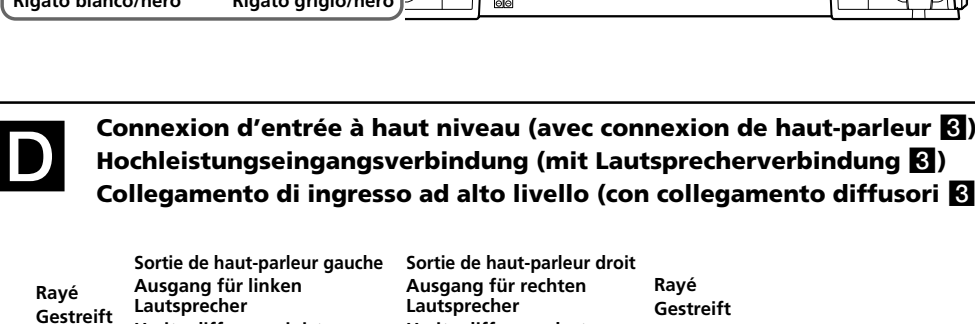 Rigato bianco/nero Rigato grigio/nero
D
Connexion d’entrée à haut niveau (avec connexion de haut-parleur 3)
Hochleistungseingangsverbindung (mit Lautsprecherverbindung 3)
Collegamento di ingresso ad alto livello (con collegamento diffusori 3
Sortie de haut-parleur gauche
Ausgang für linken
Lautsprecher
Sortie de haut-parleur droit
Ausgang für rechten
Lautsprecher
Rayé
Gestreift
Rayé
Gestreift